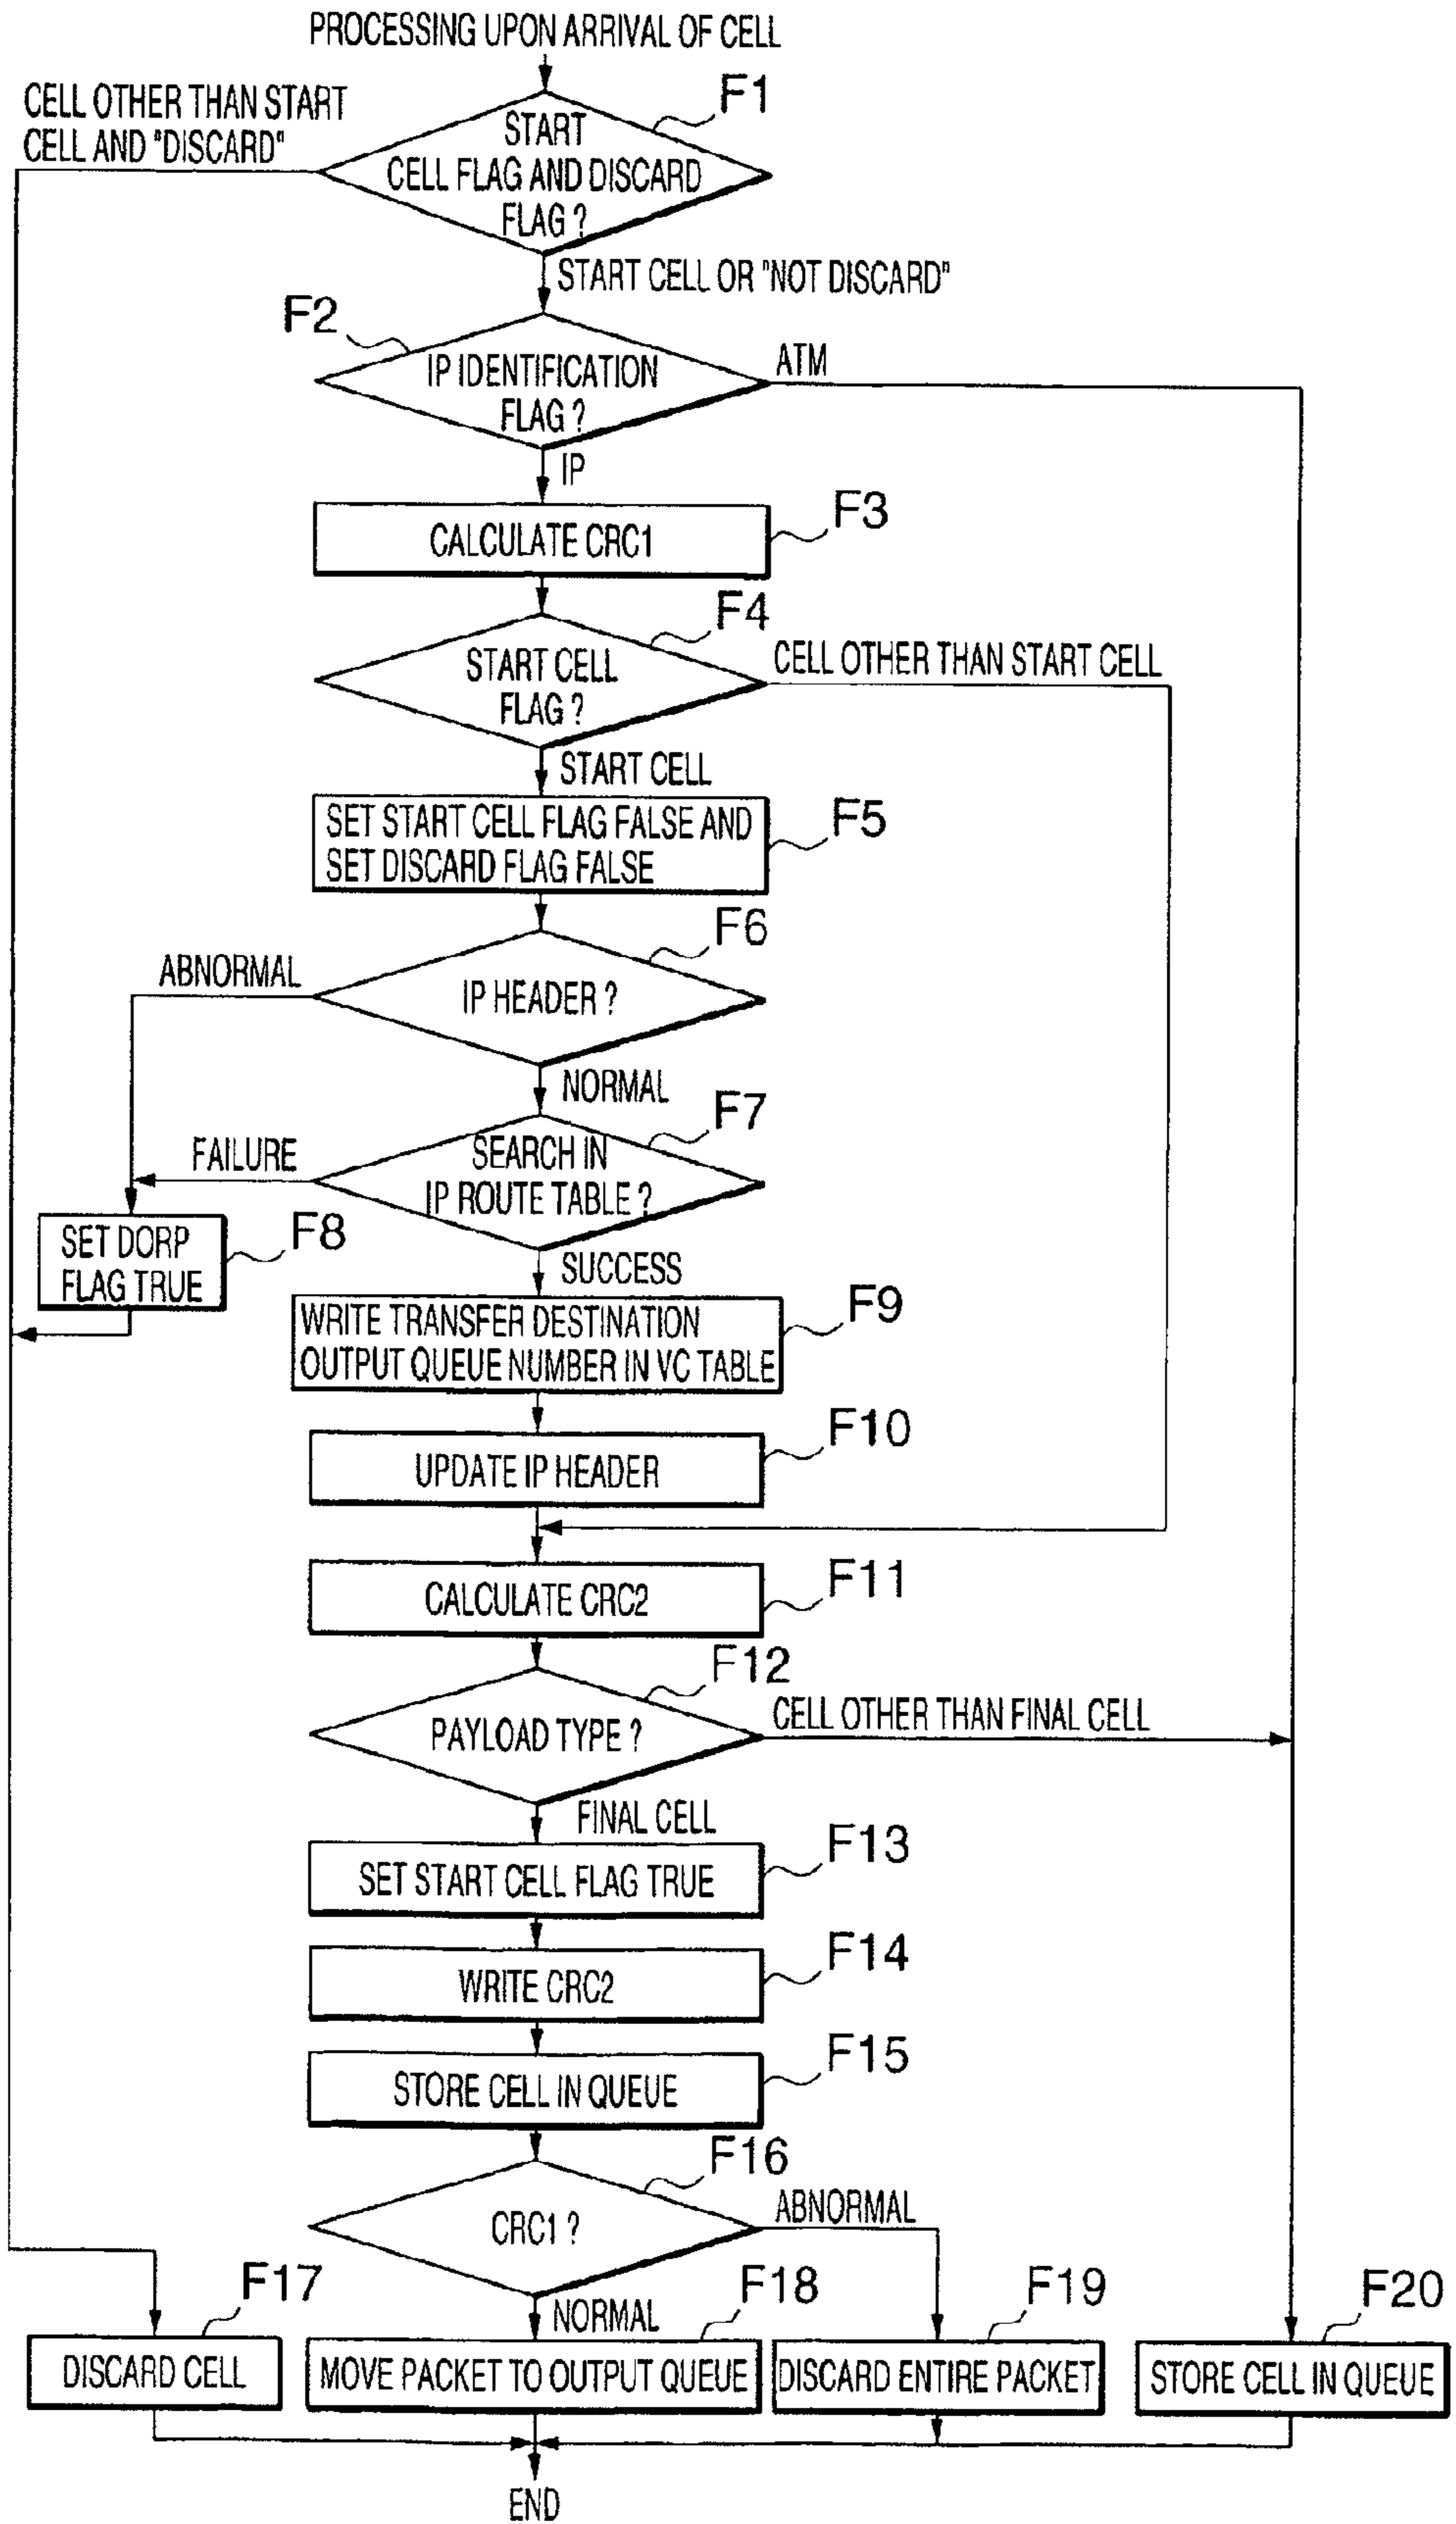 PROCESSING UPON ARRIVAL OF CELL
CELL OTHER THAN START
CELL AND "DISCARD"
F1
START
CELL FLAG AND DISCARD
FLAG ?
START CELL OR "NOT DISCARD"
F2
IP IDENTIFICATION
FLAG ?
ATM
IP
F3
CALCULATE CRC1
F4
START CELL
FLAG ?
CELL OTHER THAN START CELL
START CELL
F5
SET START CELL FLAG FALSE AND
SET DISCARD FLAG FALSE
F6
ABNORMAL
IP HEADER ?
NORMAL
F7
FAILURE
SEARCH IN
IP ROUTE TABLE ?
F8
SET DORP
FLAG TRUE
SUCCESS
F9
WRITE TRANSFER DESTINATION
OUTPUT QUEUE NUMBER IN VC TABLE
F10
UPDATE IP HEADER
F11
CALCULATE CRC2
F12
PAYLOAD TYPE ?
CELL OTHER THAN FINAL CELL
FINAL CELL
F13
SET START CELL FLAG TRUE
F14
WRITE CRC2
F15
STORE CELL IN QUEUE
F16
CRC1 ?
ABNORMAL
NORMAL
F17
DISCARD CELL
F18
MOVE PACKET TO OUTPUT QUEUE
F19
DISCARD ENTIRE PACKET
F20
STORE CELL IN QUEUE
END